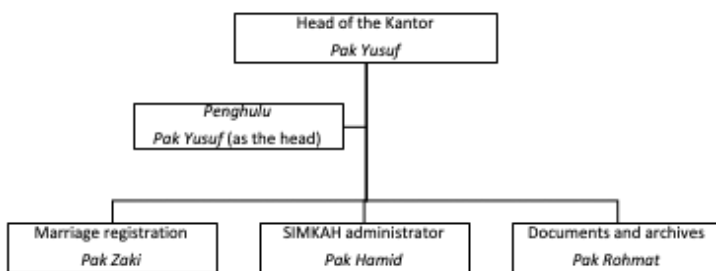 Head of the Kantor
Pak Yusuf
Penghulu
Pak Yusuf (as the head)
Marriage registration
Pak Zaki
SIMKAH administrator
Pak Hamid
Documents and archives
Pak Rohmat